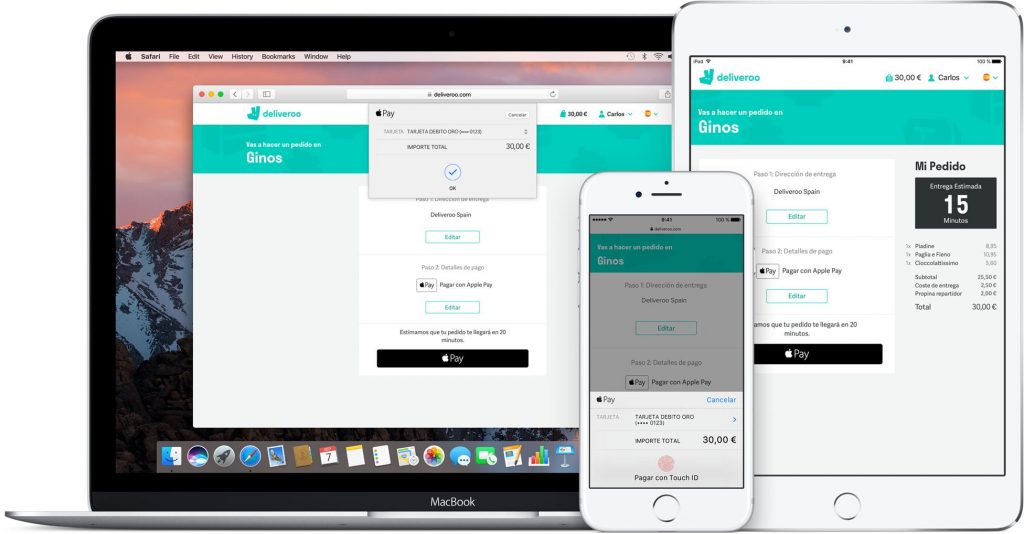 Safari File Edit View History Bookmarks Window Help
deliveroo.com
deliveroo
30,00 €
Carlos
Vas a hacer un pedido en
Ginos
Pay
Cancelar
TARJETA TARJETA DEBITO ORO (•••• 0123)
IMPORTE TOTAL 30,00€
OK
Paso 1: Dirección de entrega
Deliveroo Spain
Editar
Paso 2: Detalles de pago
Pay Pagar con Apple Pay
Editar
Estimamos que tu pedido te llegará en 20
minutos.
Pay
7
MacBook
9:41 100 %
deliveroo.com
Vas a hacer un pedido en
Ginos
Paso 1: Dirección de entrega
Deliveroo Spain
Editar
Paso 2: Detalles de pago
Pay Pagar con Apple Pay
Pay Cancelar
TARJETA TARJETA DEBITO ORO
(•••• 0123)
IMPORTE TOTAL 30,00 €
Pagar con Touch ID
iPad 9:41 100 %
deliveroo
30,00 € Carlos
Vas a hacer un pedido en
Ginos
Paso 1: Dirección de entrega
Deliveroo Spain
Editar
Paso 2: Detalles de pago
Pay Pagar con Apple Pay
Editar
amos que tu pedido te llegará en 20
minutos.
Pay
Mi Pedido
Entrega Estimada
15
Minutos
1x Piadine 8,95
1x Paglia e Fieno 10,95
1x Cioccolatissimo 5,60
Subtotal 25,50 €
Coste de entrega 2,50 €
Propina repartidor 2,00 €
Total 30,00 €